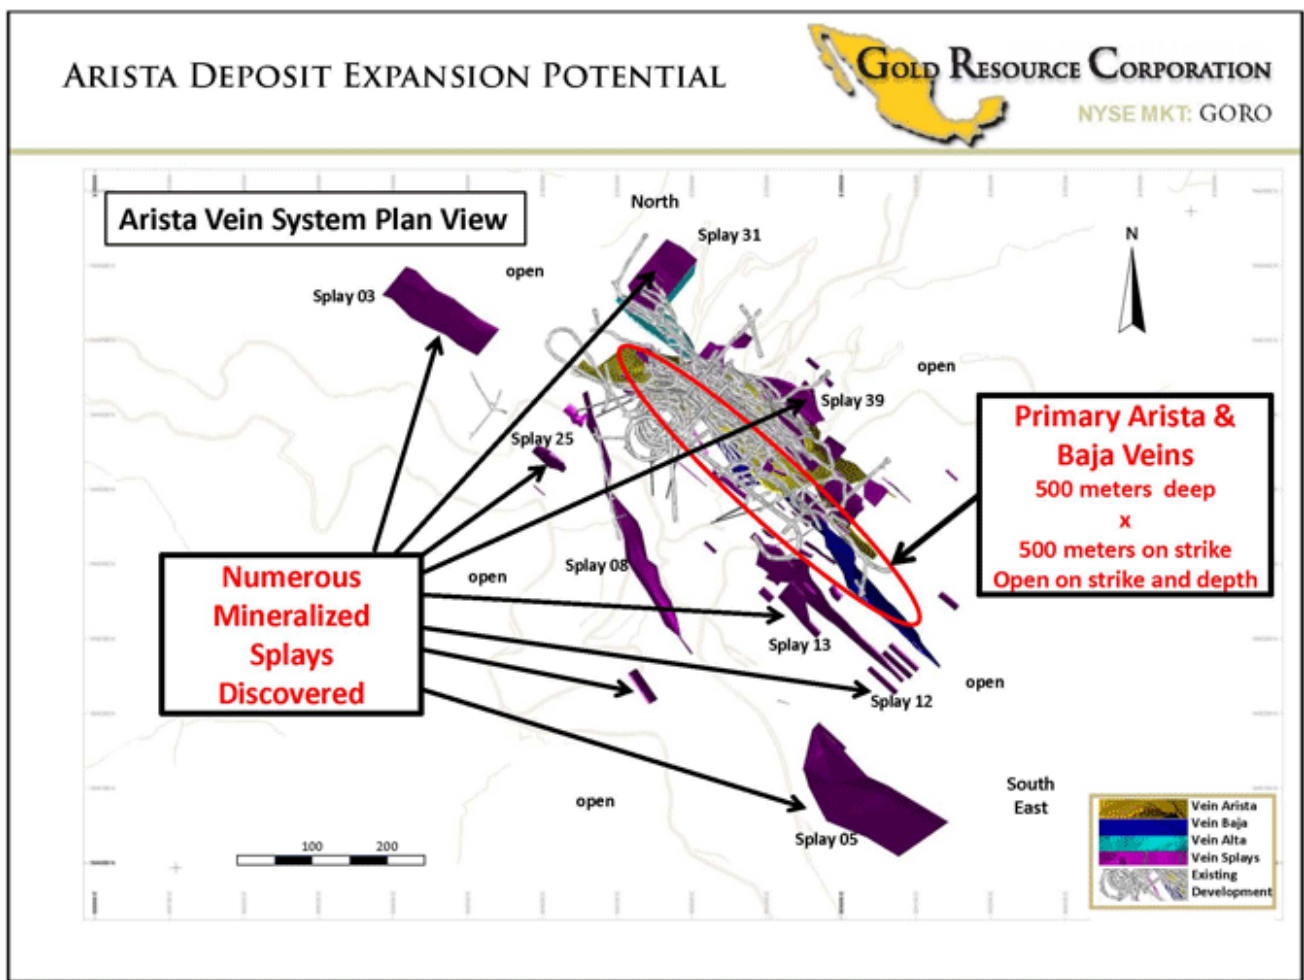 ARISTA DEPOSIT EXPANSION POTENTIAL
GOLD RESOURCE CORPORATION
NYSE MKT: GORO
Arista Vein System Plan View
North
Splay 31
N
open
Splay 03
open
Splay 39
Splay 25
Primary Arista &
Baja Veins
500 meters deep
x
500 meters on strike
Open on strike and depth
Numerous
Mineralized
Splays
Discovered
open
Splay 08
Splay 13
open
Splay 12
South
East
open
Splay 05
100 200
Vein Arista
Vein Baja
Vein Alta
Vein Splays
Existing
Development